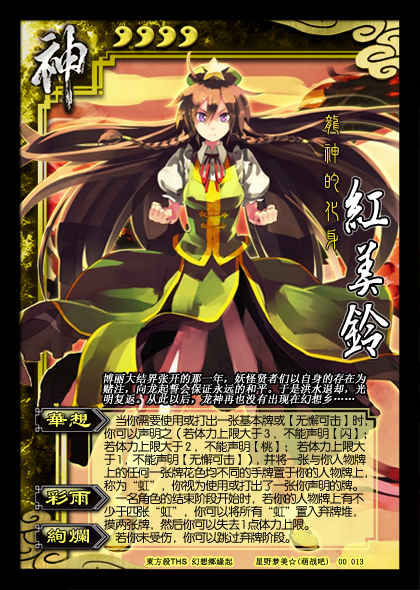 神
龍神的化身
紅美鈴
博丽大结界张开的那一年，妖怪贤者们以自身的存在为
赌注，向龙起誓会保证永远的和平。于是洪水退却，光
明复返。从此以后，龙神再也没有出现在幻想乡……
華想
当你需要使用或打出一张基本牌或【无懈可击】时，
你可以声明之（若体力上限大于3，不能声明【闪】；
若体力上限大于2，不能声明【桃】；若体力上限大
于1，不能声明【无懈可击】），并将一张与你人物牌
上的任何一张牌花色均不同的手牌置于你的人物牌上，
称为“虹”，你视为使用或打出了一张你声明的牌。
彩雨
一名角色的结束阶段开始时，若你的人物牌上有不
少于四张“虹”，你可以将所有“虹”置入弃牌堆，
摸两张牌，然后你可以失去1点体力上限。
絢爛
若你未受伤，你可以跳过弃牌阶段。
東方殺THS 幻想鄉緣起 星野梦美☆(萌战吧) OO 013